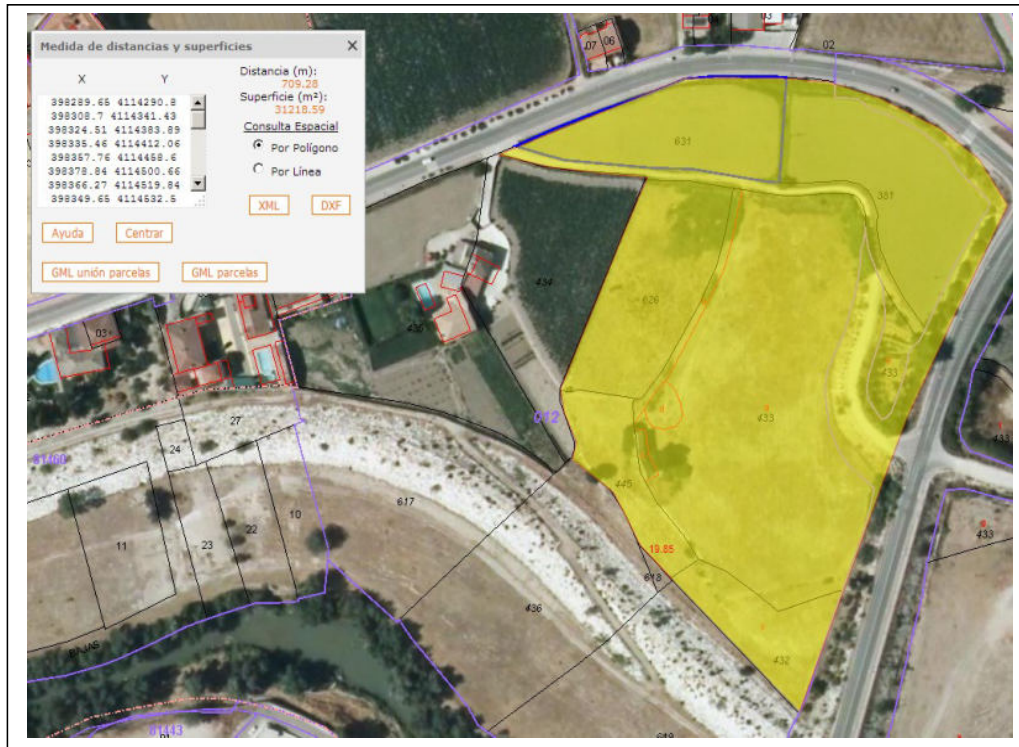 Medida de distancias y superficies
X Y
398289.65 4114290.8
398308.7 4114341.43
398324.51 4114383.89
398335.46 4114412.06
398357.76 4114458.6
398378.84 4114500.66
398366.27 4114519.84
398349.65 4114532.5
Distancia (m):
709.28
Superficie (m²):
31218.59
Consulta Espacial
Por Polígono
Por Línea
XML
DXF
Ayuda
Centrar
GML unión parcelas
GML parcelas
07 06
03
02
631
381
434
626
433
433
433
012
27
24
81460
617
445
10
22
23
11
19.85
618
436
433
432
BAJAS
81443